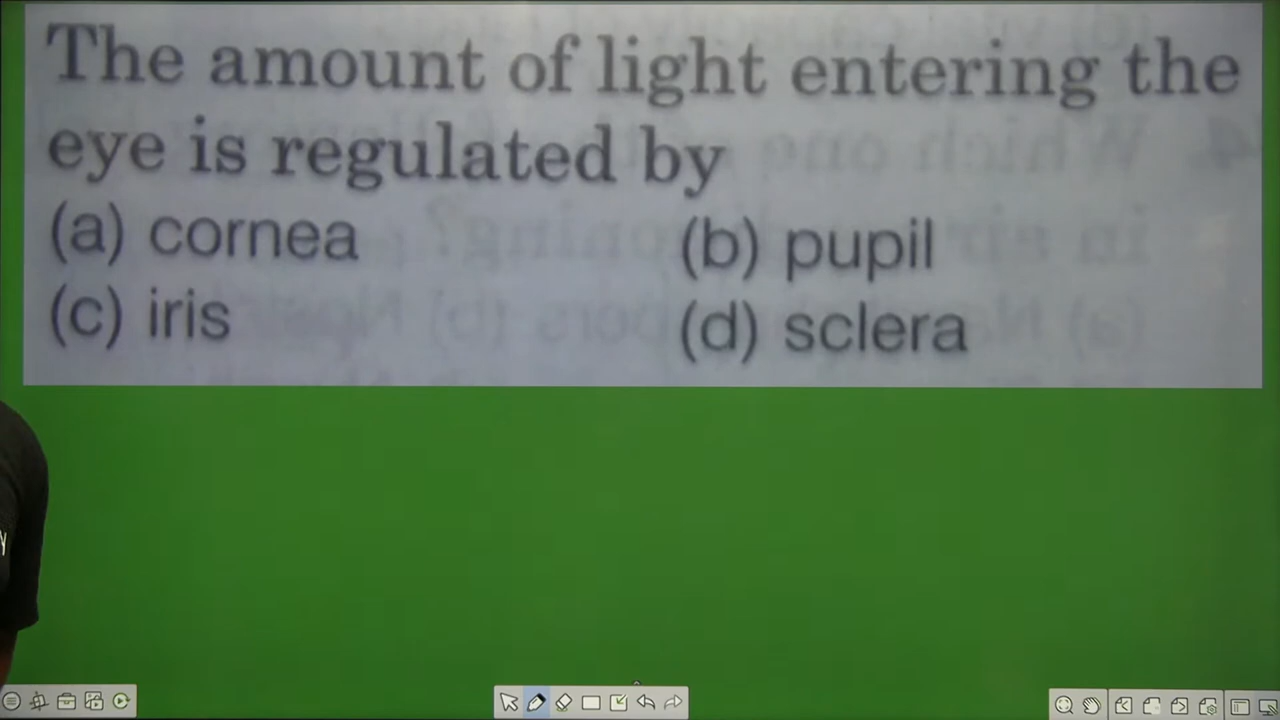 The amount of light entering the
eye is regulated by
(a) cornea (b) pupil
(c) iris (d) sclera